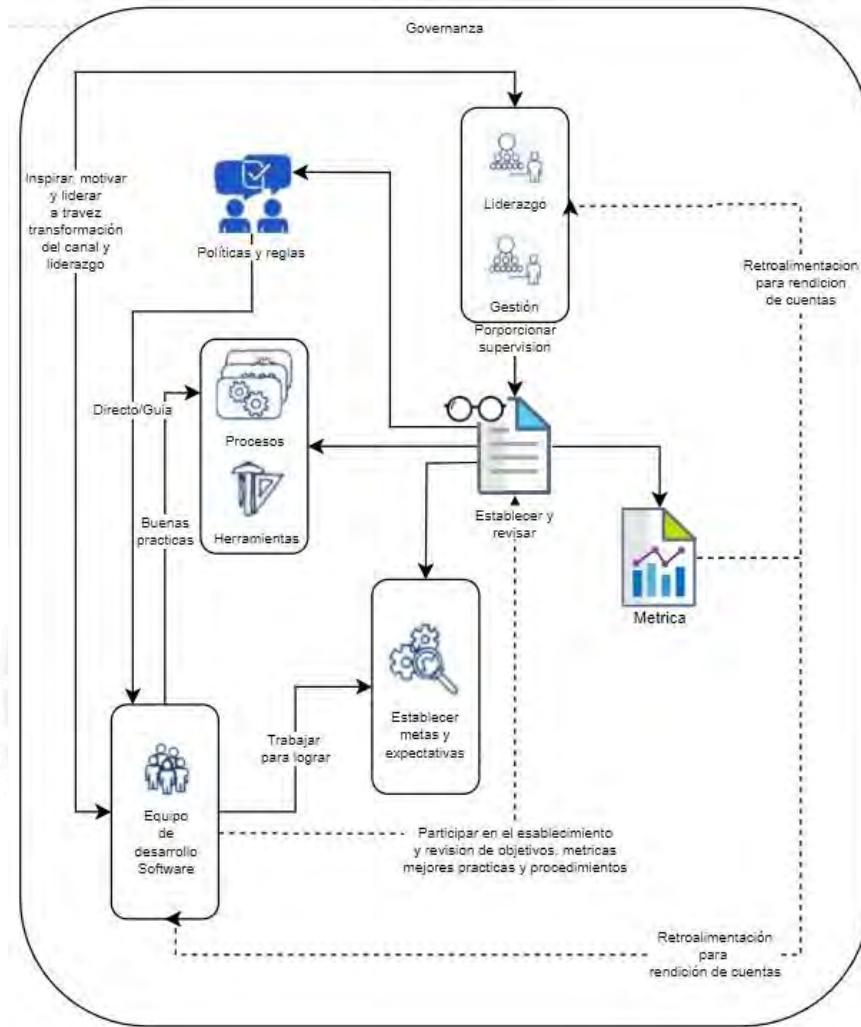 Governanza
Inspirar, motivar
y liderar
a travez
transformación
del canal y
liderazgo
Políticas y reglas
Liderazgo
Gestión
Retroalimentacion
para rendicion
de cuentas
Porporcionar
supervision
Directo/Guía
Procesos
Herramientas
Buenas
practicas
Establecer y
revisar
Metrica
Establecer
metas y
expectativas
Trabajar
para lograr
Equipo
de
desarrollo
Software
Participar en el esablecimiento
y revision de objetivos, metricas
mejores practicas y procedimientos
Retroalimentación
para
rendición de cuentas